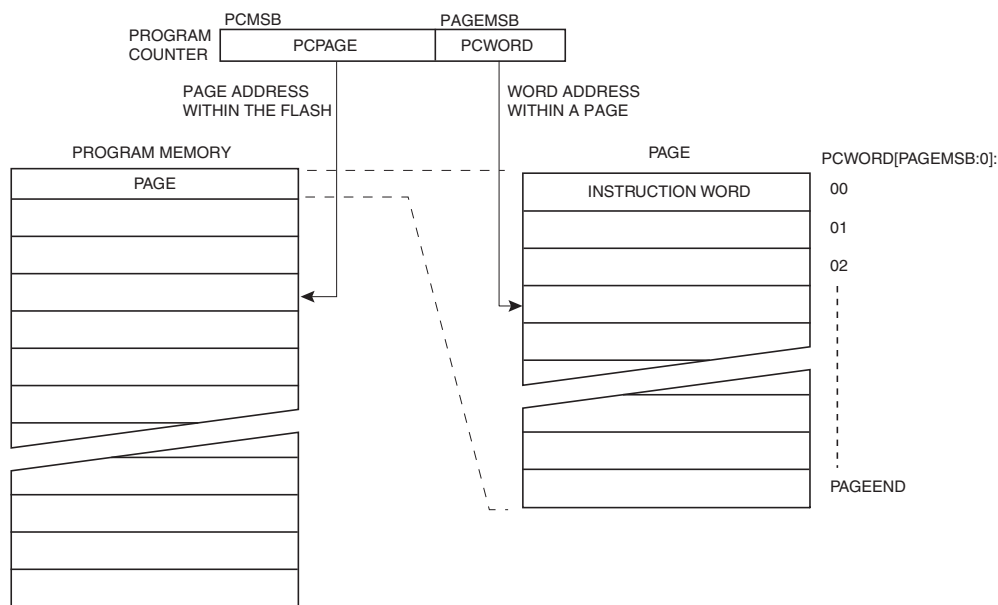 PCMSB
PAGEMSB
PROGRAM
COUNTER
PCPAGE
PCWORD
PAGE ADDRESS
WITHIN THE FLASH
WORD ADDRESS
WITHIN A PAGE
PROGRAM MEMORY
PAGE
PAGE
INSTRUCTION WORD
PCWORD[PAGEMSB:0]:
00
01
02
PAGEEND